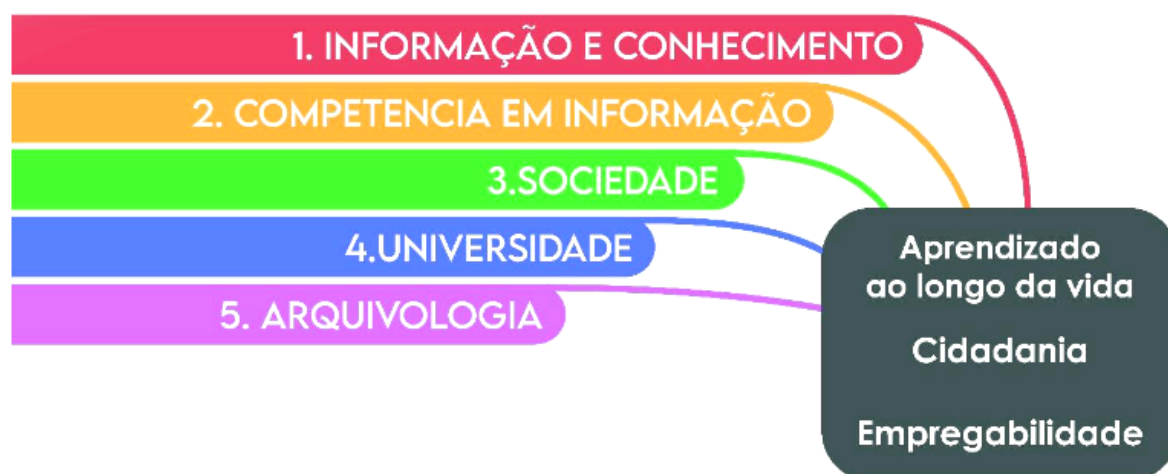 1. INFORMAÇÃO E CONHECIMENTO
2. COMPETENCIA EM INFORMAÇÃO
3.SOCIEDADE
4.UNIVERSIDADE
5. ARQUIVOLOGIA
Aprendizado
ao longo da vida
Cidadania
Empregabilidade